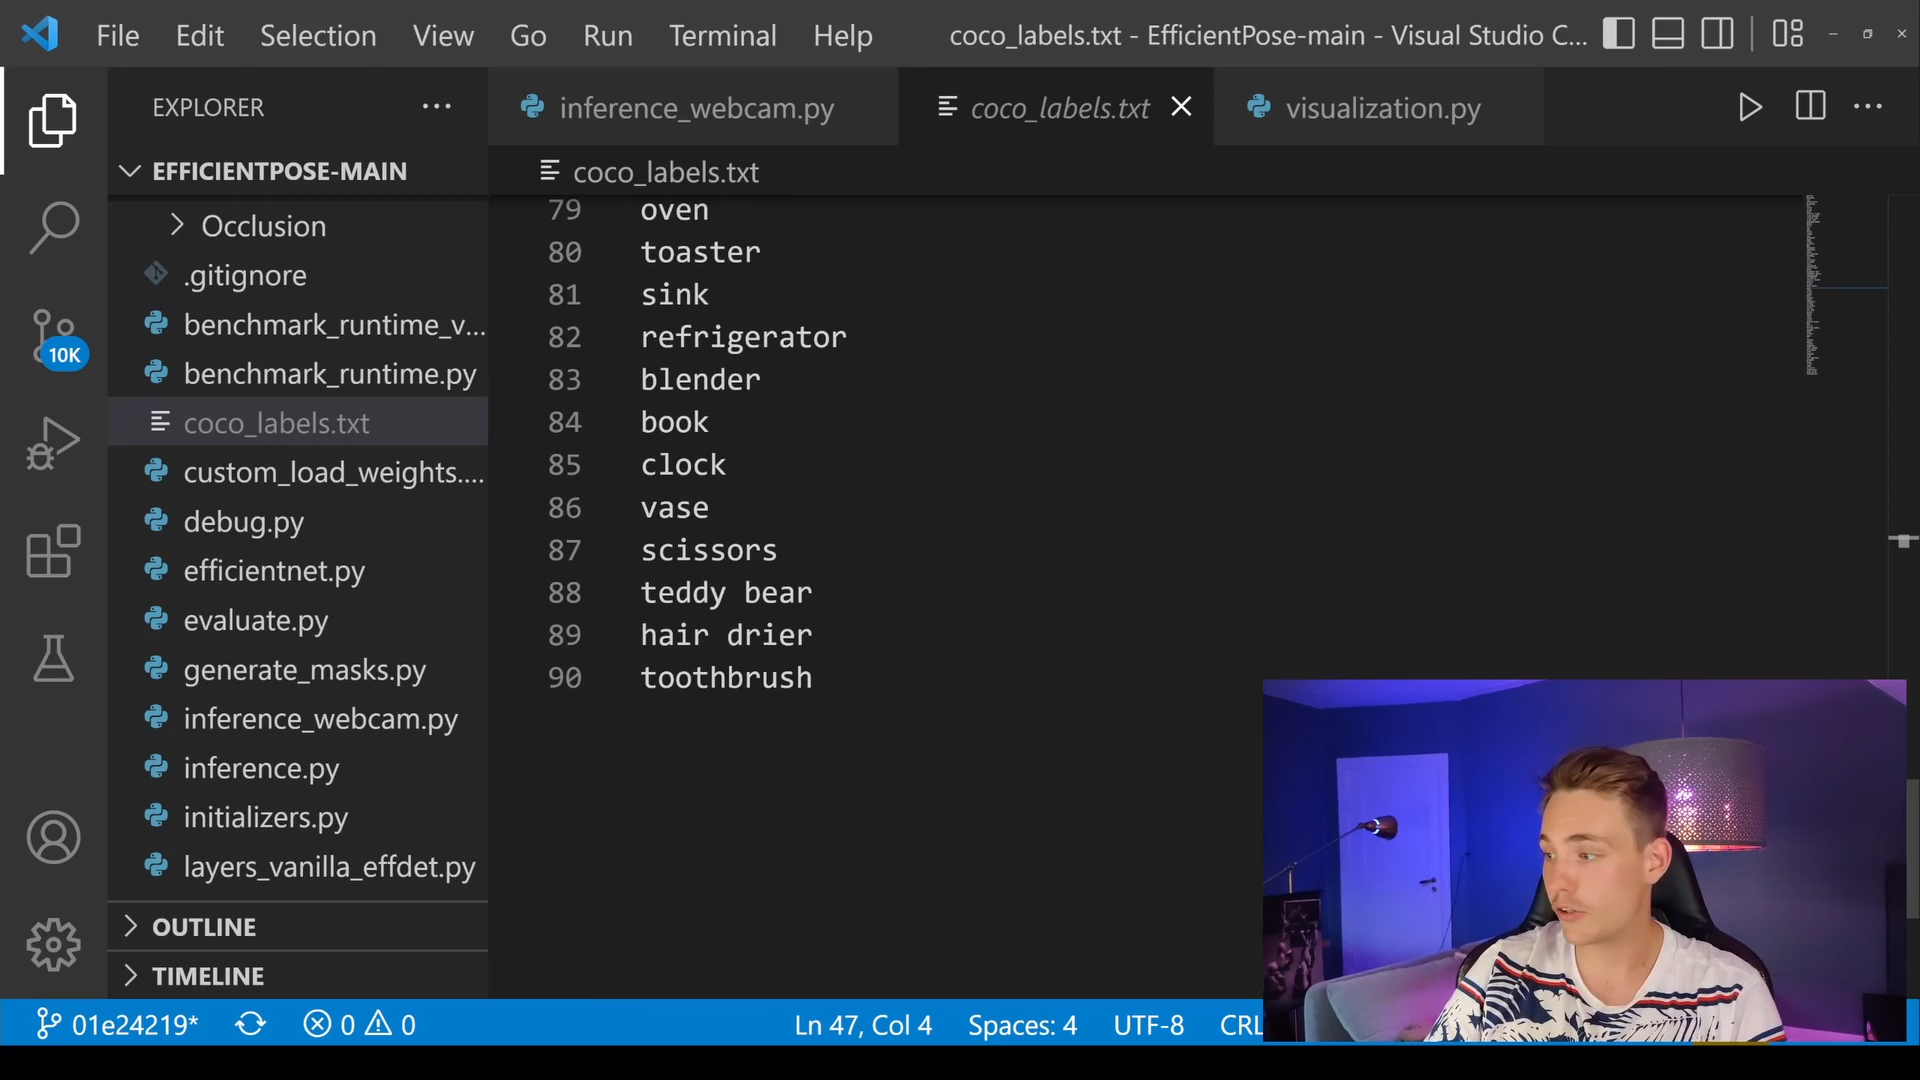 File Edit Selection View Go Run Terminal Help coco_labels.txt - EfficientPose-main - Visual Studio C...
EXPLORER ...
inference_webcam.py coco_labels.txt visualization.py
EFFICIENTPOSE-MAIN
coco_labels.txt
Occlusion
.gitignore
benchmark_runtime_v...
benchmark_runtime.py
coco_labels.txt
custom_load_weights....
debug.py
efficientnet.py
evaluate.py
generate_masks.py
inference_webcam.py
inference.py
initializers.py
layers_vanilla_effdet.py
OUTLINE
TIMELINE
10K
79 oven
80 toaster
81 sink
82 refrigerator
83 blender
84 book
85 clock
86 vase
87 scissors
88 teddy bear
89 hair drier
90 toothbrush
01e24219* 0 0 Ln 47, Col 4 Spaces: 4 UTF-8 CRL